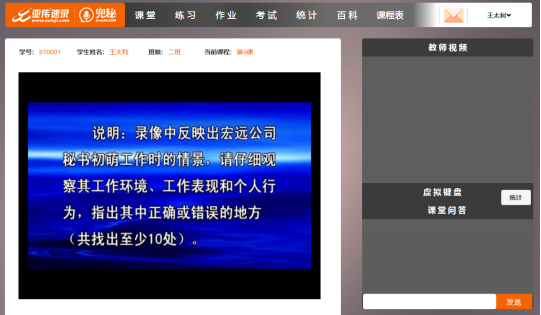 亚伟速录
www.suluji.com
兜秘
课堂
练习
作业
考试
统计
百科
课程表
王太利
学号: b10001
学生姓名: 王太利
班级: 二班
当前课程: 第9课
说明：录像中反映出宏远公司
秘书初萌工作时的情景，请仔细观
察其工作环境、工作表现和个人行
为，指出其中正确或错误的地方
（共找出至少10处）。
教师视频
虚拟键盘
统计
课堂问答
发送